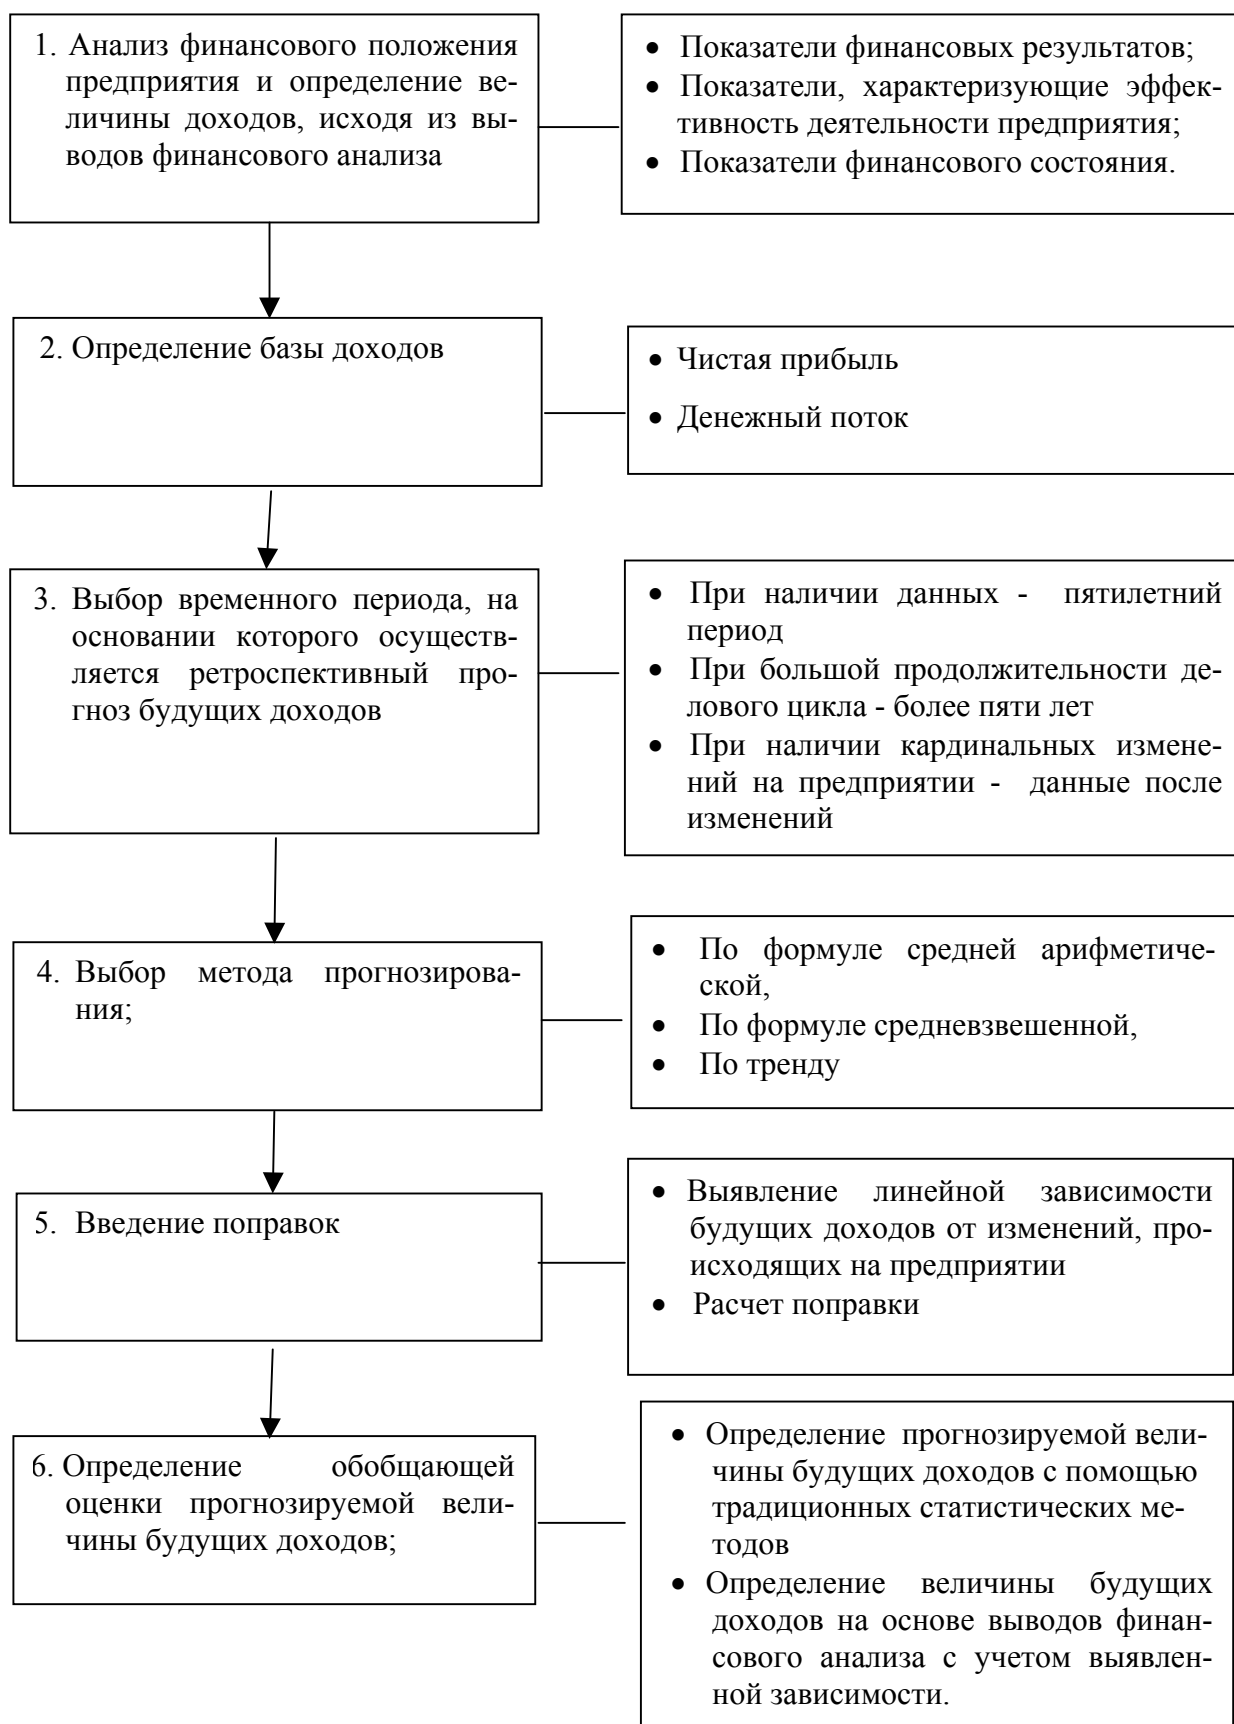 1. Анализ финансового положения
предприятия и определение ве-
личины доходов, исходя из вы-
водов финансового анализа
• Показатели финансовых результатов;
• Показатели, характеризующие эффек-
тивность деятельности предприятия;
• Показатели финансового состояния.
2. Определение базы доходов
• Чистая прибыль
• Денежный поток
3. Выбор временного периода, на
основании которого осуществ-
ляется ретроспективный про-
гноз будущих доходов
• При наличии данных - пятилетний
период
• При большой продолжительности де-
лового цикла - более пяти лет
• При наличии кардинальных измене-
ний на предприятии - данные после
изменений
4. Выбор метода прогнозирова-
ния;
• По формуле средней арифметиче-
ской,
• По формуле средневзвешенной,
• По тренду
5. Введение поправок
• Выявление линейной зависимости
будущих доходов от изменений, про-
исходящих на предприятии
• Расчет поправки
6. Определение обобщающей
оценки прогнозируемой вели-
чины будущих доходов;
• Определение прогнозируемой вели-
чины будущих доходов с помощью
традиционных статистических ме-
тодов
• Определение величины будущих
доходов на основе выводов финан-
сового анализа с учетом выявлен-
ной зависимости.